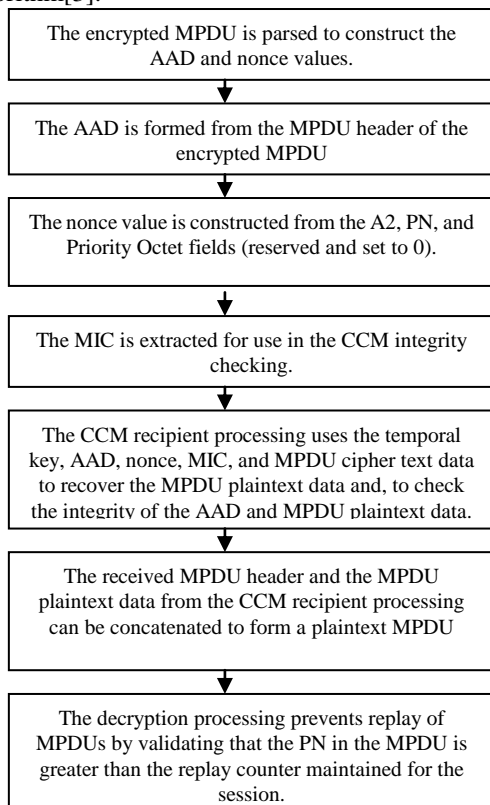 The encrypted MPDU is parsed to construct the
AAD and nonce values.
The AAD is formed from the MPDU header of the
encrypted MPDU
The nonce value is constructed from the A2, PN, and
Priority Octet fields (reserved and set to 0).
The MIC is extracted for use in the CCM integrity
checking.
The CCM recipient processing uses the temporal
key, AAD, nonce, MIC, and MPDU cipher text data
to recover the MPDU plaintext data and, to check
the integrity of the AAD and MPDU plaintext data.
The received MPDU header and the MPDU
plaintext data from the CCM recipient processing
can be concatenated to form a plaintext MPDU
The decryption processing prevents replay of
MPDUs by validating that the PN in the MPDU is
greater than the replay counter maintained for the
session.